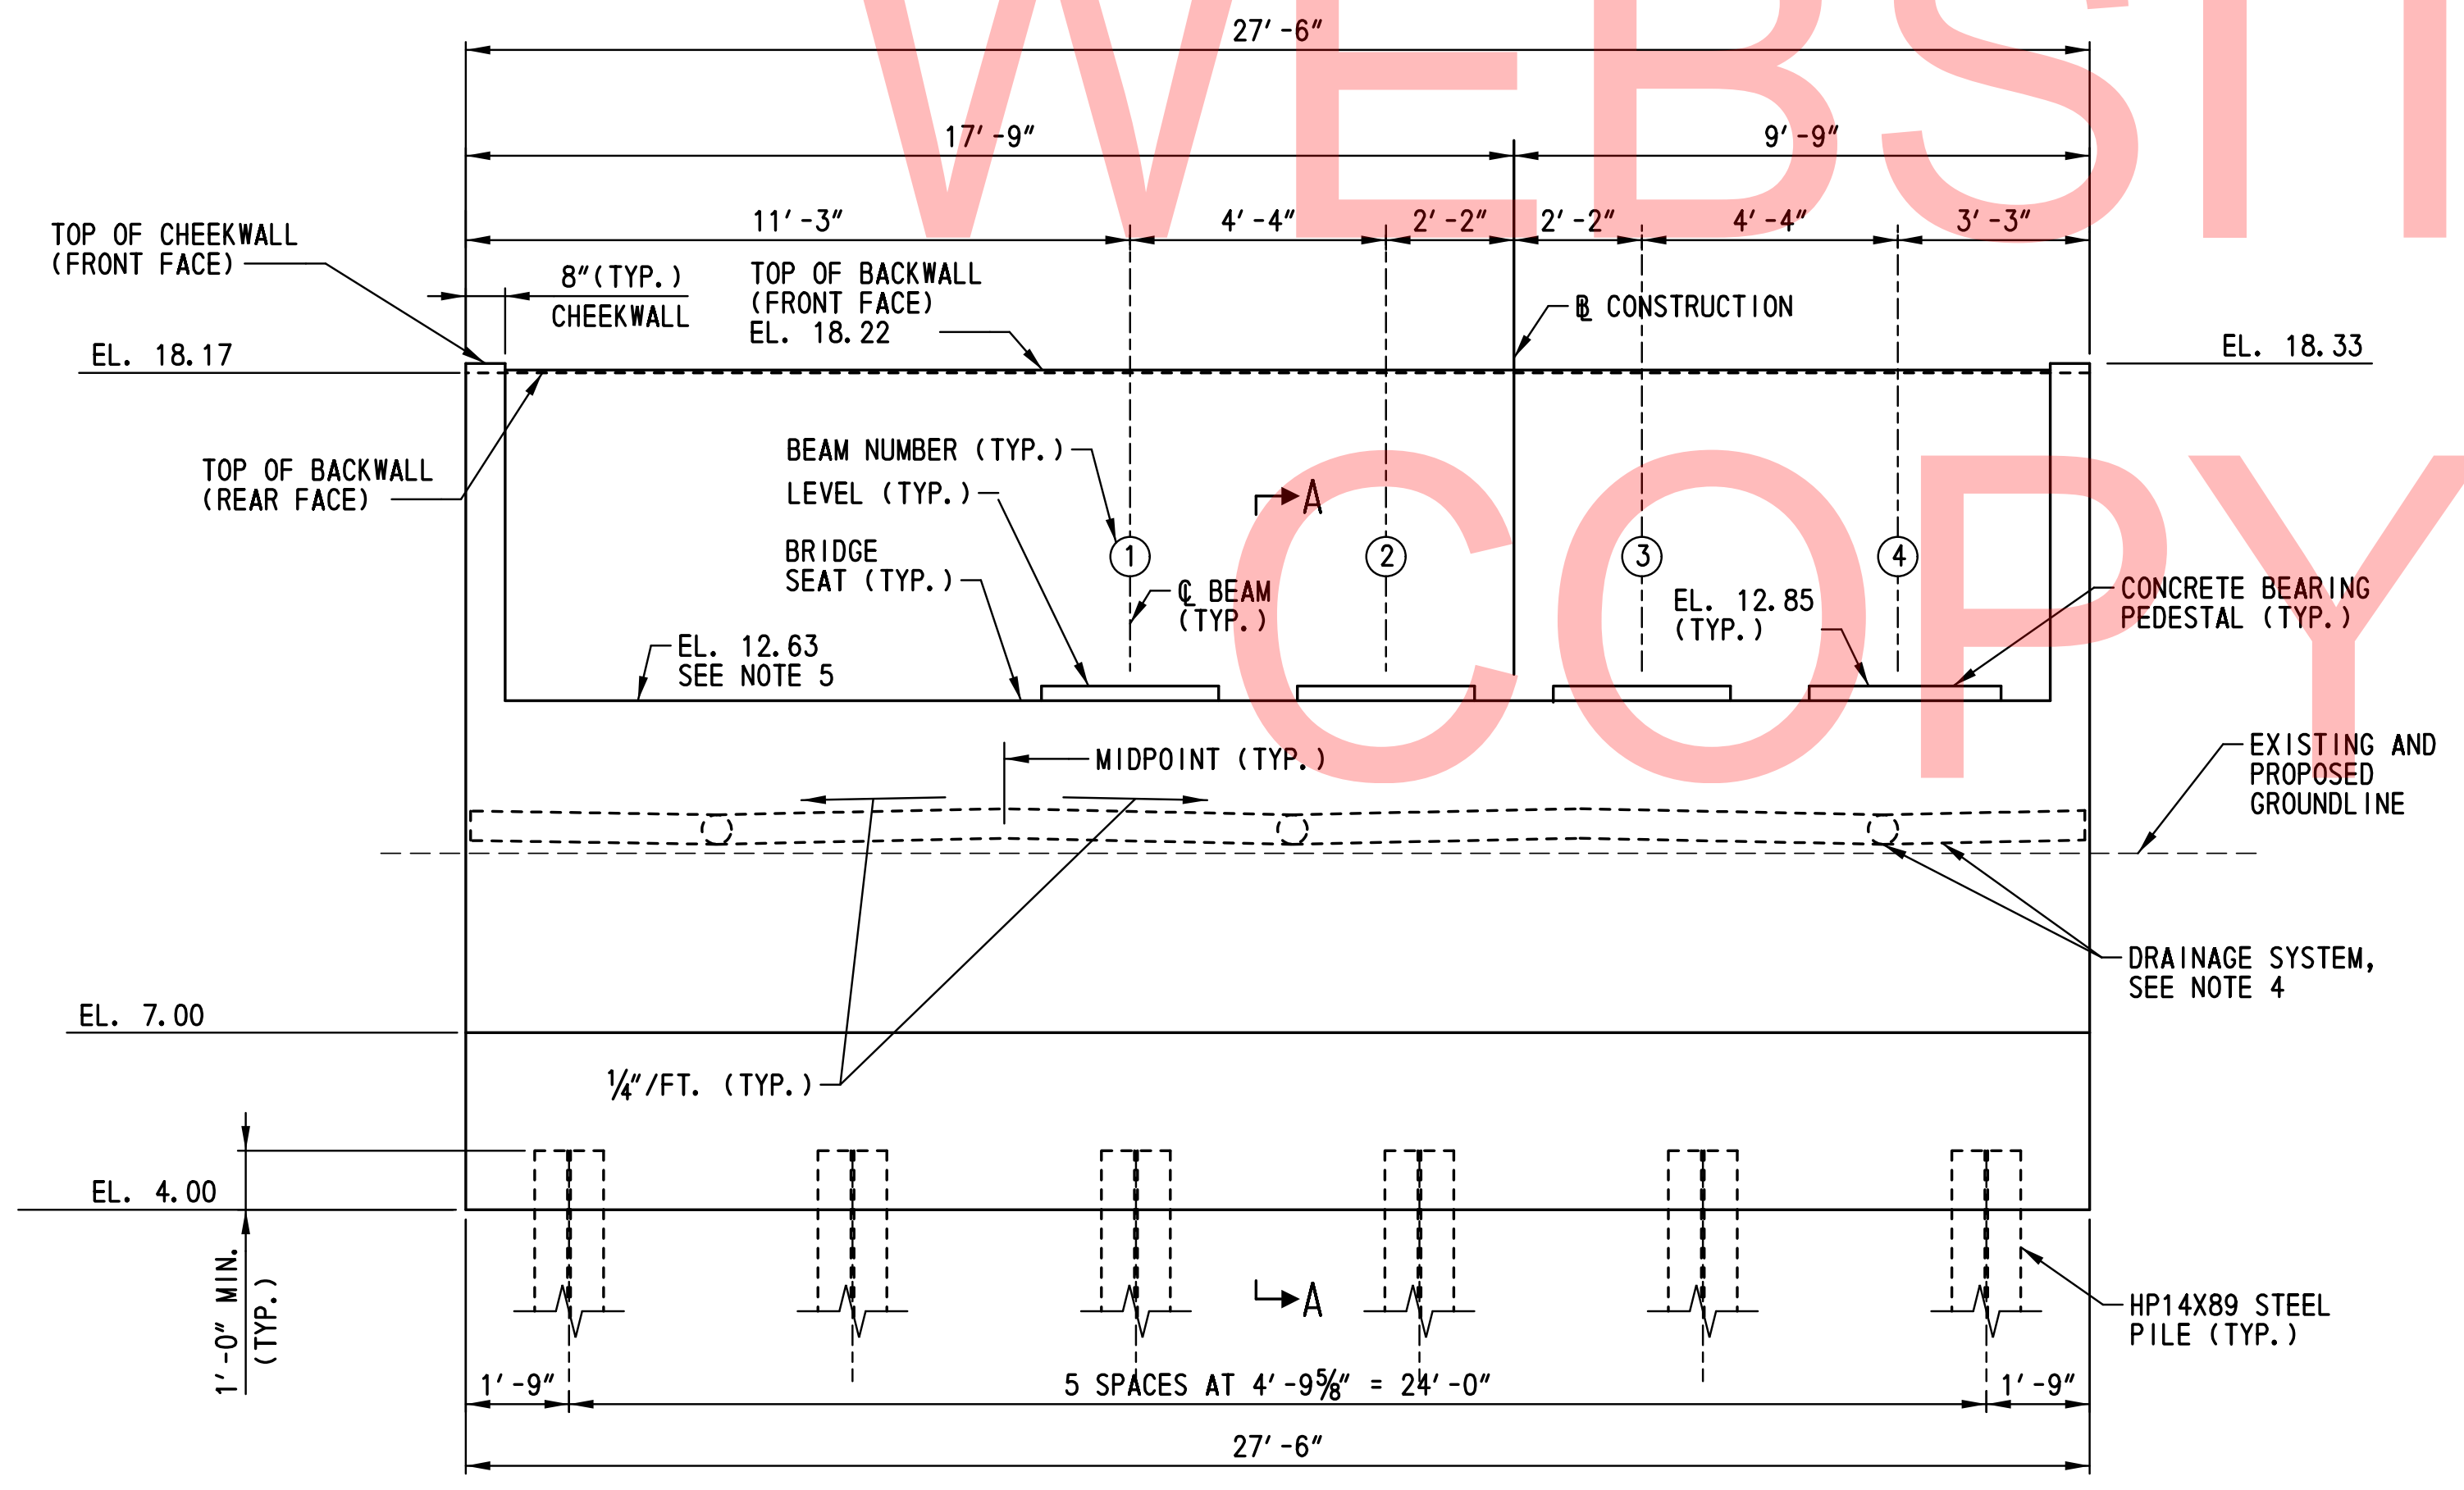 WEBSIT
27'-6"
17'-9"
9'-9"
11'-3"
4'-4"
2'-2"
2'-2"
4'-4"
3'-3"
TOP OF CHEEKWALL
(FRONT FACE)
8"(TYP.)
CHEEKWALL
TOP OF BACKWALL
(FRONT FACE)
EL. 18.22
℄ CONSTRUCTION
EL. 18.17
EL. 18.33
TOP OF BACKWALL
(REAR FACE)
BEAM NUMBER (TYP.)
LEVEL (TYP.)
A
BRIDGE
SEAT (TYP.)
1
2
3
4
℄ BEAM
(TYP.)
EL. 12.85
(TYP.)
CONCRETE BEARING
PEDESTAL (TYP.)
EL. 12.63
SEE NOTE 5
COPY
MIDPOINT (TYP.)
EXISTING AND
PROPOSED
GROUNDLINE
DRAINAGE SYSTEM,
SEE NOTE 4
EL. 7.00
1/4"/FT. (TYP.)
EL. 4.00
1'-0" MIN.
(TYP.)
A
HP14X89 STEEL
PILE (TYP.)
1'-9"
5 SPACES AT 4'-9⅝" = 24'-0"
1'-9"
27'-6"